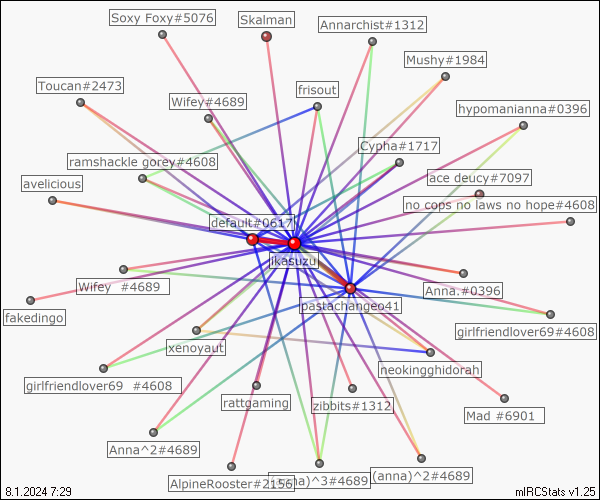 Soxy Foxy#5076
Skalman
Annarchist#1312
Mushy#1984
Toucan#2473
frisout
Wifey#4689
hypomanianna#0396
Cypha#1717
ramshackle gorey#4608
ace deucy#7097
avelicious
no cops no laws no hope#4608
default#0617
ikasuzu
Wifey #4689
Anna.#0396
pastachangeo41
fakedingo
girlfriendlover69#4608
xenoyaut
neokingghidorah
girlfriendlover69 #4608
rattgaming
zibbits#1312
Mad #6901
Anna^2#4689
AlpineRooster#2156
)^3#4689
(anna)^2#4689
8.1.2024 7:29
mIRCStats v1.25